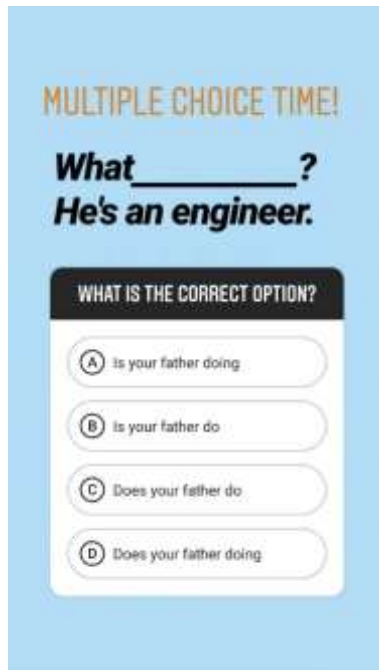 MULTIPLE CHOICE TIME!
What__________?
He's an engineer.
WHAT IS THE CORRECT OPTION?
A Is your father doing
B Is your father do
C Does your father do
D Does your father doing